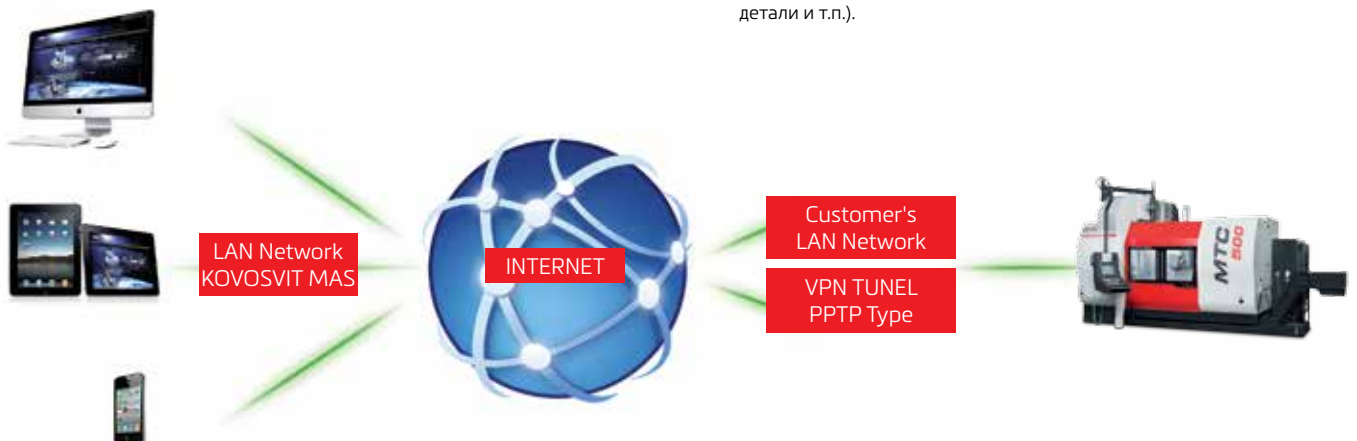 детали и т.п.).
LAN Network
KOVOSVIT MAS
INTERNET
Customer's
LAN Network
VPN TUNEL
PPTP Type
MTC
500